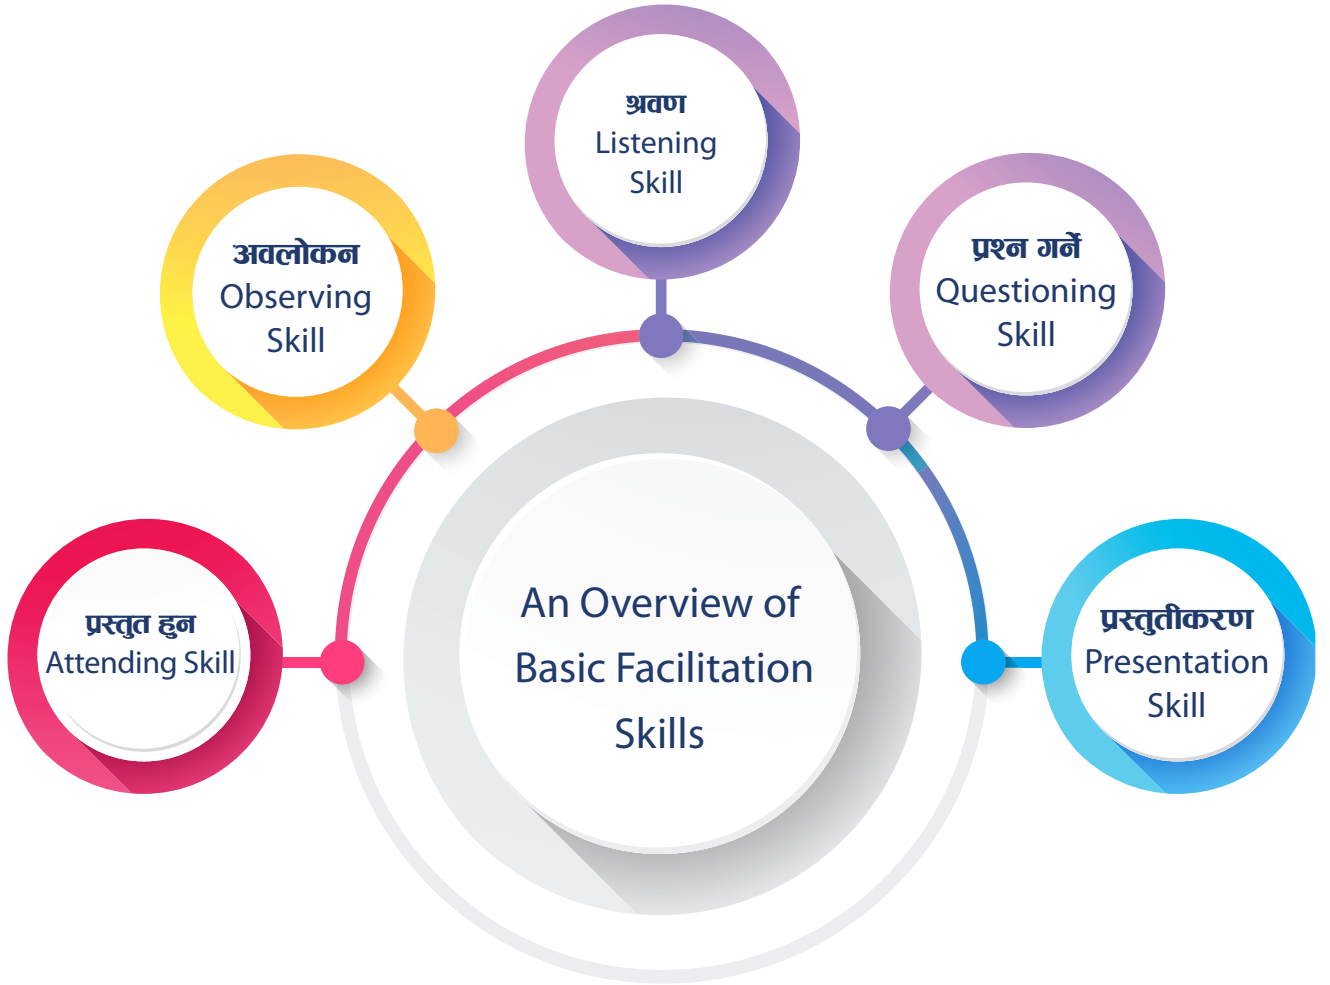 श्रवण
Listening
Skill
अवलोकन
Observing
Skill
प्रश्न गर्ने
Questioning
Skill
प्रस्तुत हुन
Attending Skill
An Overview of
Basic Facilitation
Skills
प्रस्तुतीकरण
Presentation
Skill